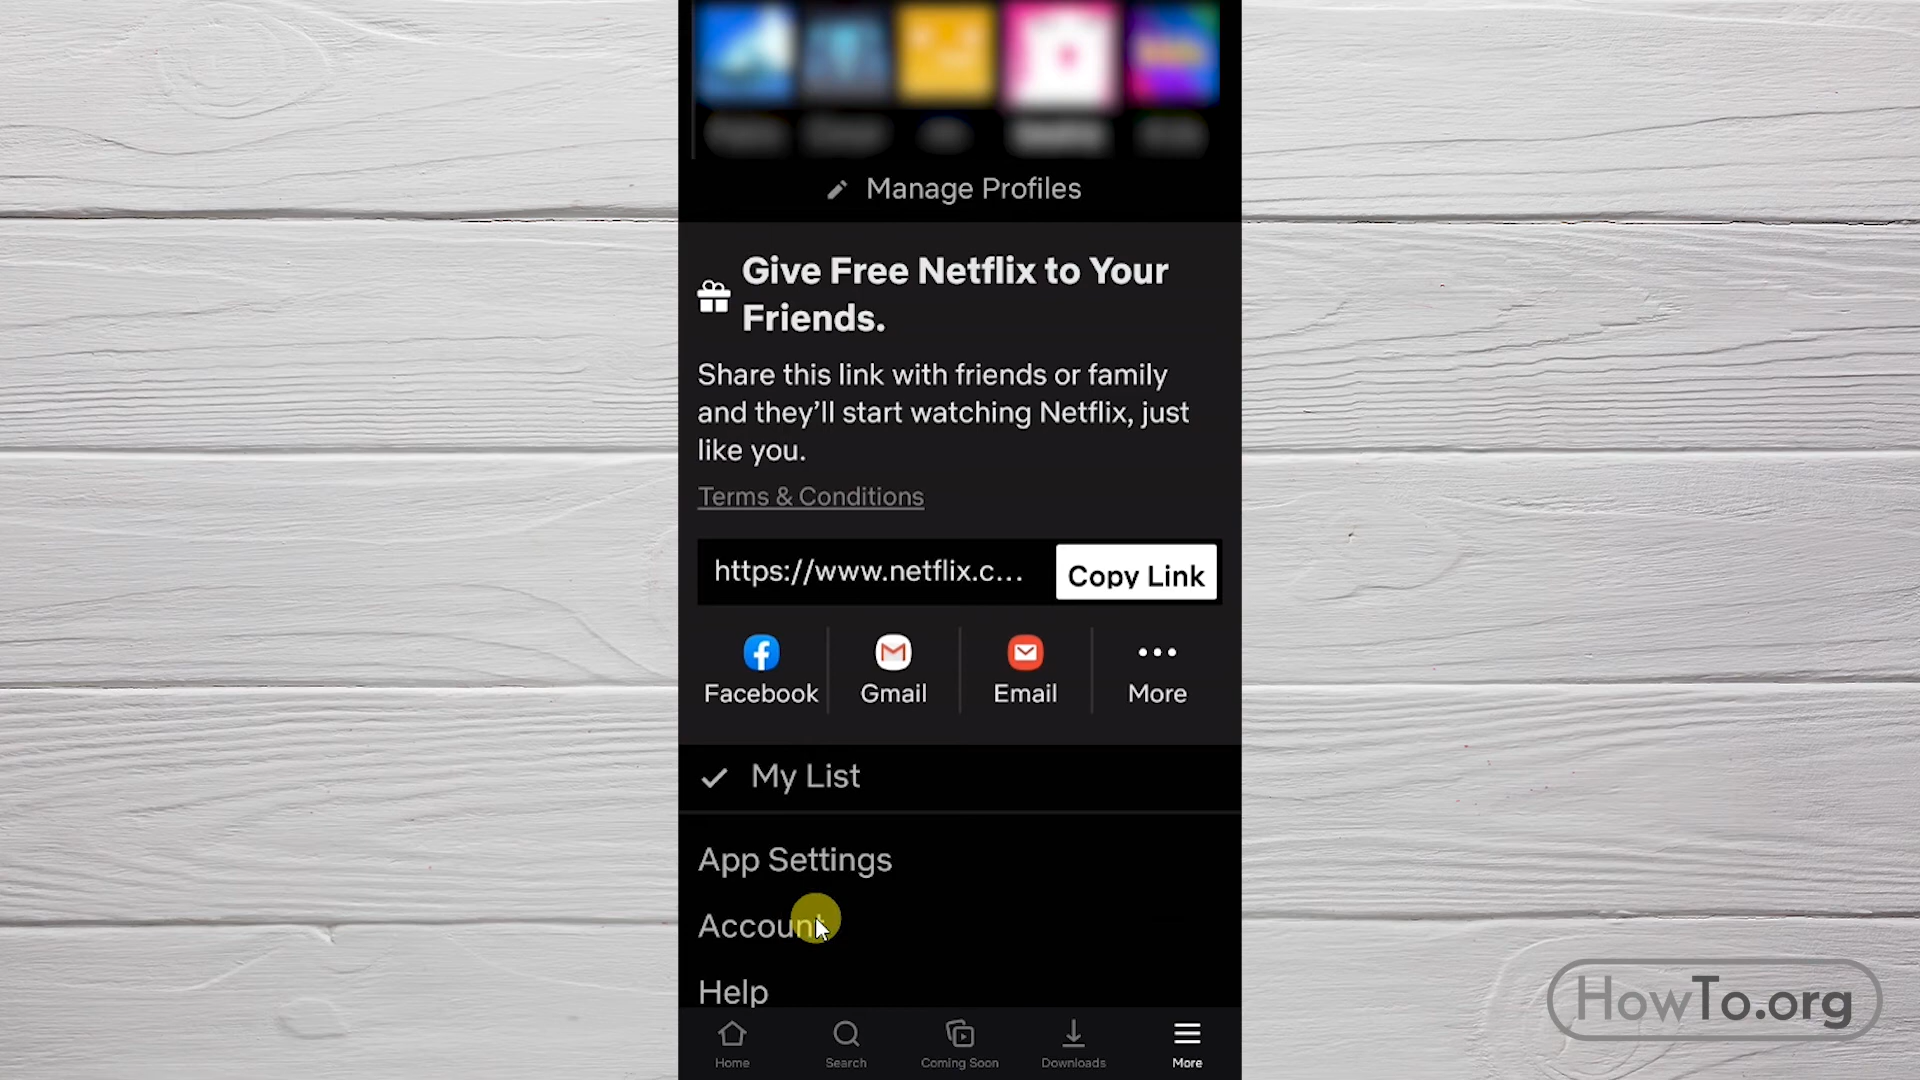 Manage Profiles
Give Free Netflix to Your
Friends.
Share this link with friends or family
and they’ll start watching Netflix, just
like you.
Terms & Conditions
https://www.netflix.c...
Copy Link
Facebook
Gmail
Email
More
My List
App Settings
Account
Help
Home
Search
Coming Soon
Downloads
More
HowTo.org